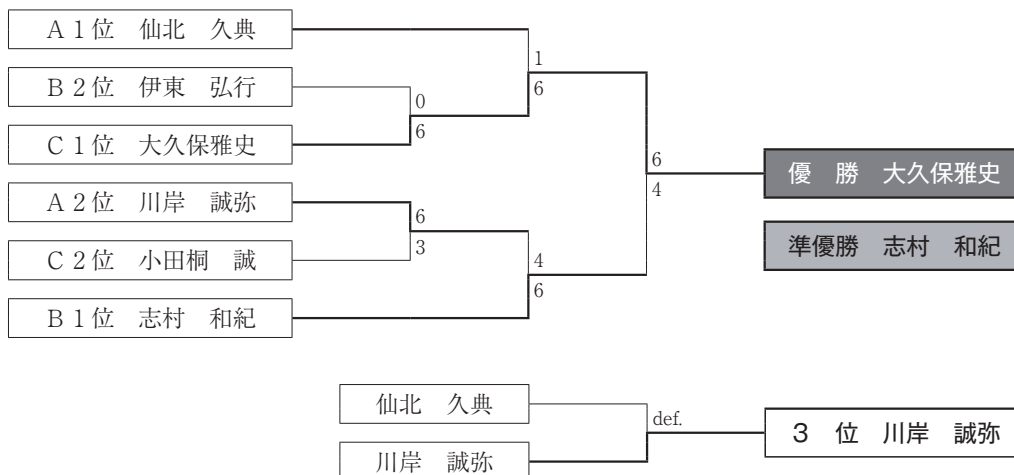 A1位　仙北　久典
1
B2位　伊東　弘行
6
0
C1位　大久保雅史
6
6
優　勝　大久保雅史
A2位　川岸　誠弥
6
4
3
準優勝　志村　和紀
C2位　小田桐　誠
4
6
B1位　志村　和紀
仙北　久典
def.
3　位　川岸　誠弥
川岸　誠弥